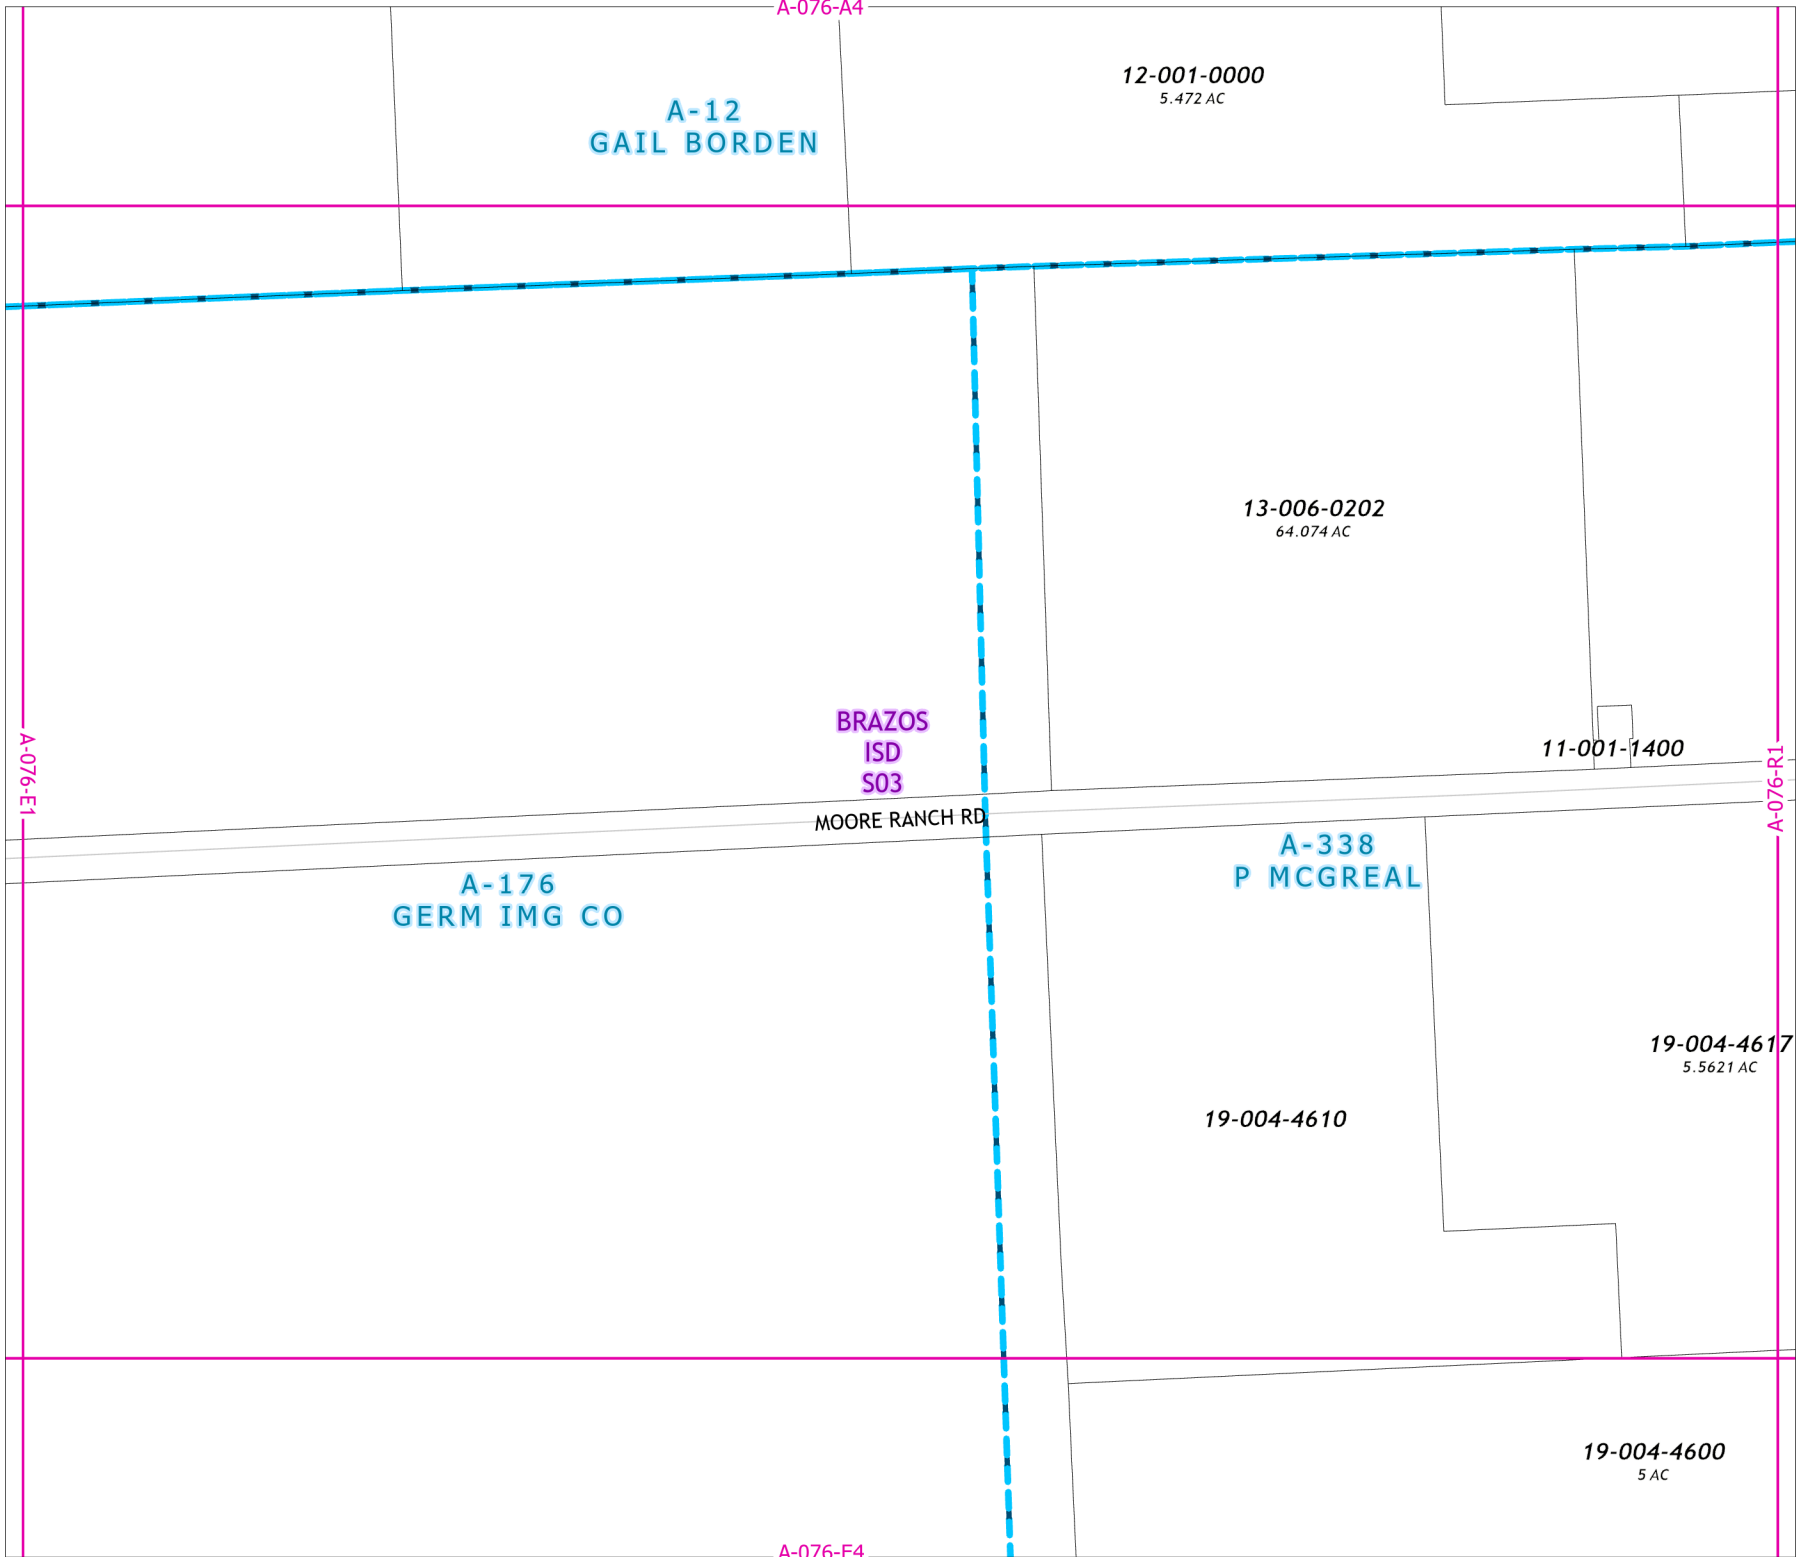 A-076-A4
12-001-0000
5.472 AC
A-12
GAIL BORDEN
13-006-0202
64.074 AC
BRAZOS
ISD
S03
11-001-1400
A-076-E1
A-076-R1
MOORE RANCH RD
A-338
P MCGREAL
A-176
GERM IMG CO
19-004-4617
5.5621 AC
19-004-4610
19-004-4600
5 AC